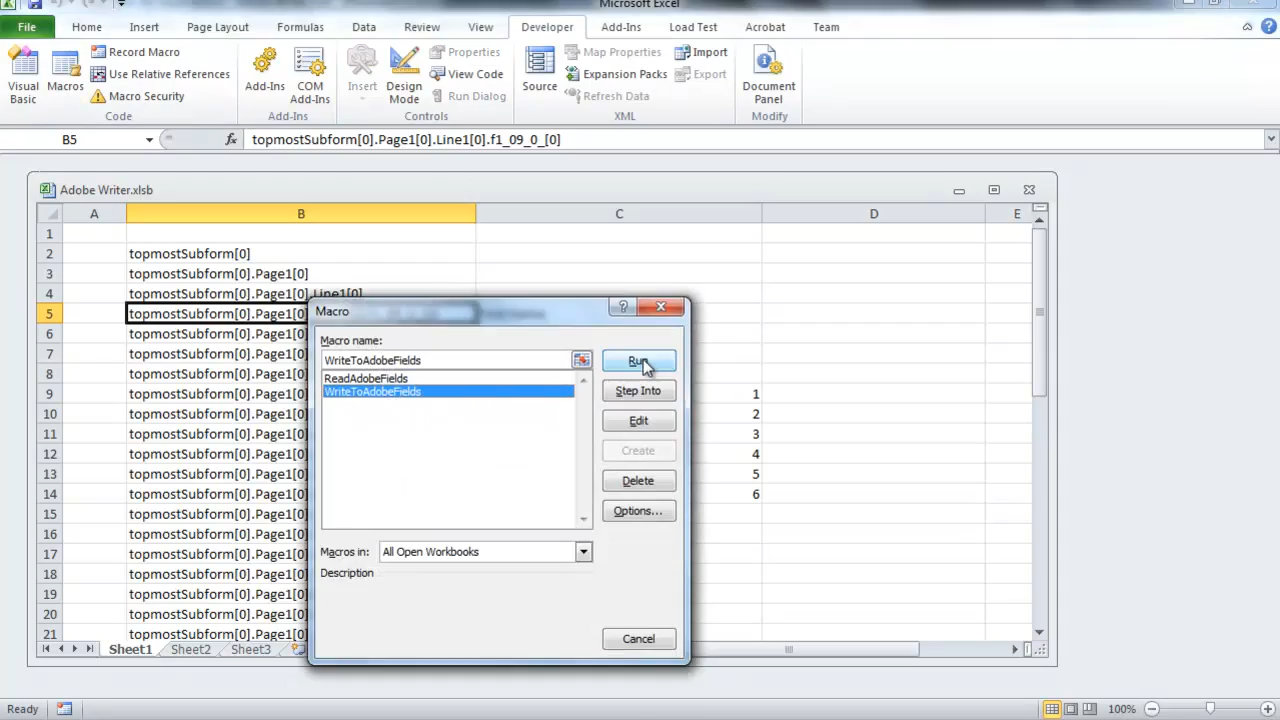 Microsoft Excel
File Home Insert Page Layout Formulas Data Review View Developer Add-Ins Load Test Acrobat Team
Visual Basic
Macros
Record Macro
Use Relative References
Macro Security
Code
Add-Ins
COM Add-Ins
Add-Ins
Insert
Design Mode
Properties
View Code
Run Dialog
Controls
Source
Map Properties
Expansion Packs
Refresh Data
Import
Export
XML
Document Panel
Modify
B5 fx topmostSubform[0].Page1[0].Line1[0].f1_09_0_[0]
Adobe Writer.xlsb
A B C D E
1
2 topmostSubform[0]
3 topmostSubform[0].Page1[0]
4 topmostSubform[0].Page1[0].Line1[0]
5 topmostSubform[0].Page1[0]
6 topmostSubform[0].Page1[0]
7 topmostSubform[0].Page1[0]
8 topmostSubform[0].Page1[0]
9 topmostSubform[0].Page1[0] 1
10 topmostSubform[0].Page1[0] 2
11 topmostSubform[0].Page1[0] 3
12 topmostSubform[0].Page1[0] 4
13 topmostSubform[0].Page1[0] 5
14 topmostSubform[0].Page1[0] 6
15 topmostSubform[0].Page1[0]
16 topmostSubform[0].Page1[0]
17 topmostSubform[0].Page1[0]
18 topmostSubform[0].Page1[0]
19 topmostSubform[0].Page1[0]
20 topmostSubform[0].Page1[0]
21 topmostSubform[0].Page1[0]
Macro
Macro name:
WriteToAdobeFields
ReadAdobeFields
WriteToAdobeFields
Run
Step Into
Edit
Create
Delete
Options...
Macros in: All Open Workbooks
Description
Cancel
Sheet1 Sheet2 Sheet3
Ready 100%